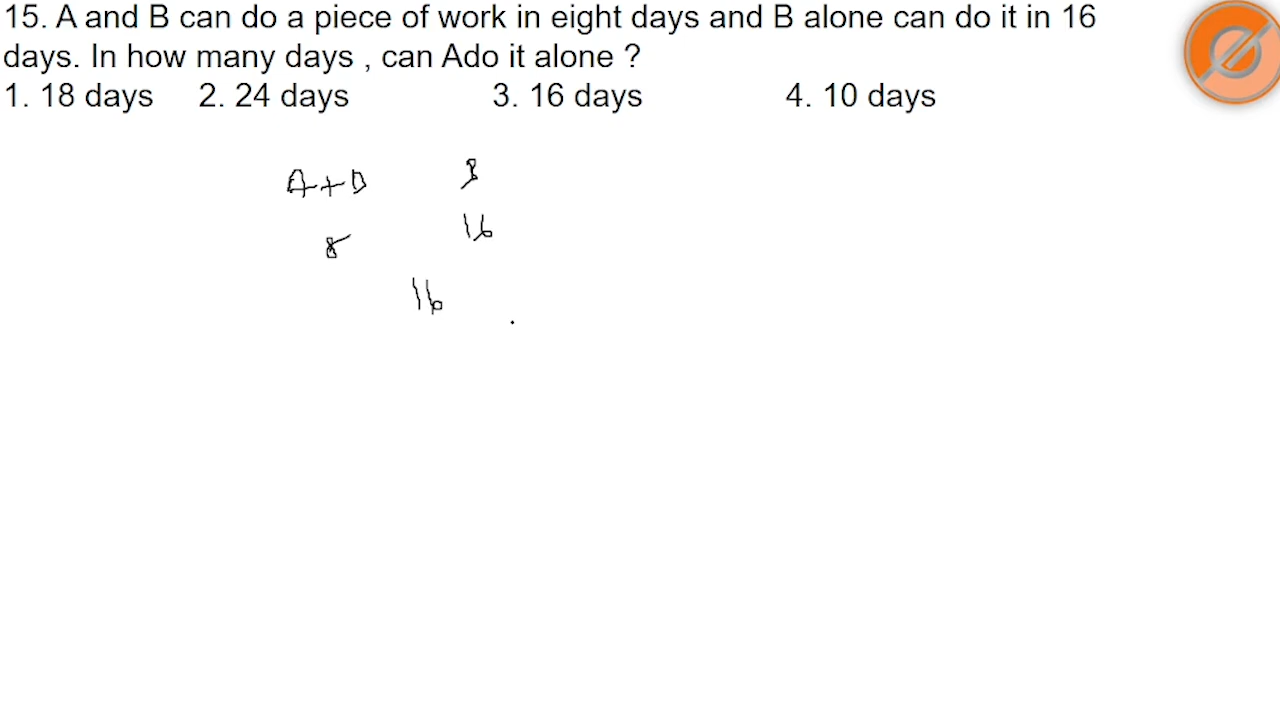 15. A and B can do a piece of work in eight days and B alone can do it in 16
days. In how many days , can Ado it alone ?
1. 18 days 2. 24 days 3. 16 days 4. 10 days
A+B B
8 16
16